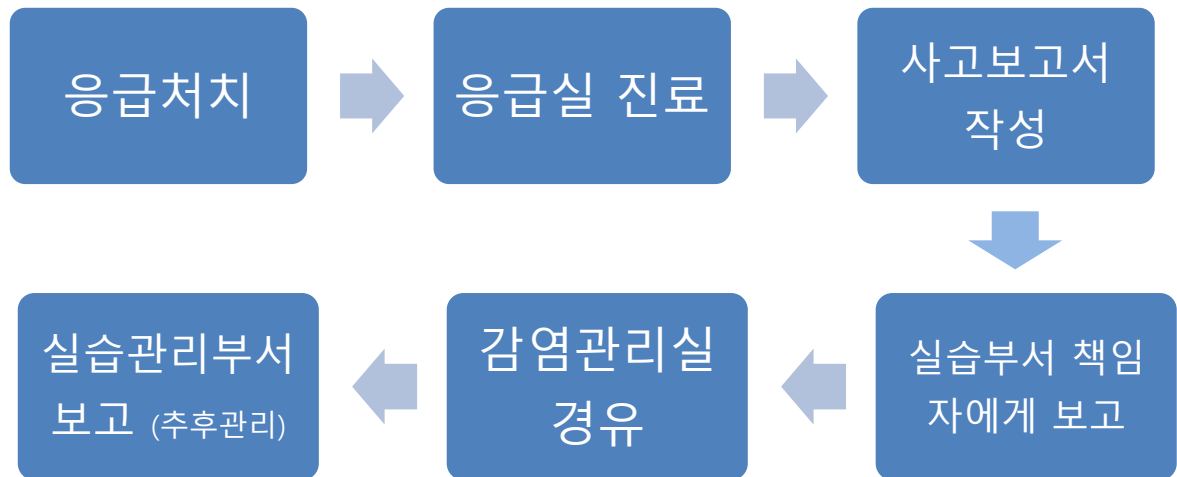 응급처치
응급실 진료
사고보고서
작성
실습부서 책임
자에게 보고
감염관리실
경유
실습관리부서
보고 (추후관리)